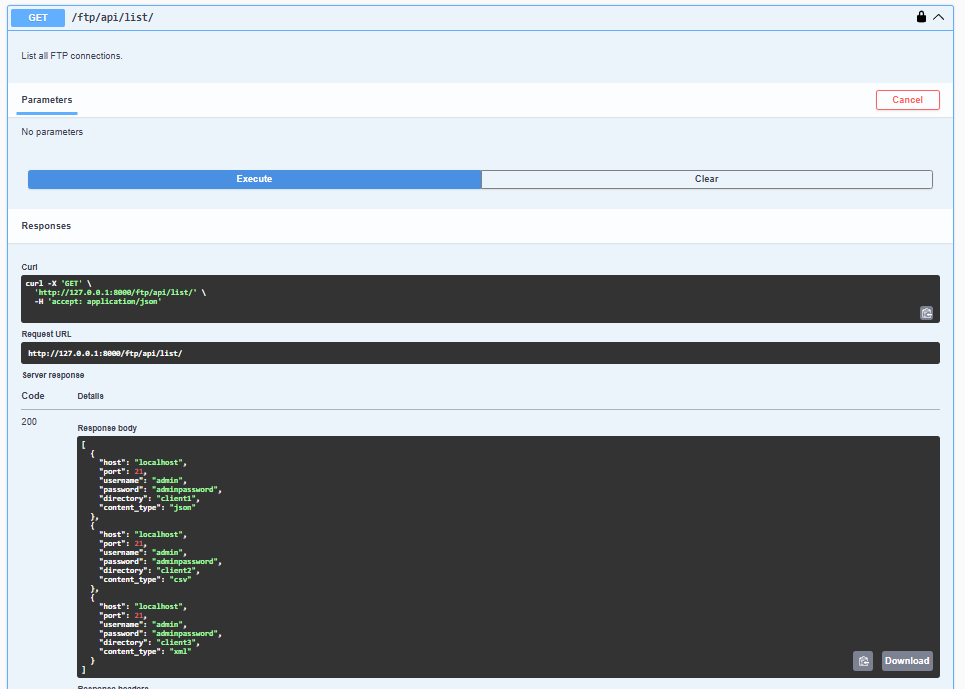 GET /ftp/api/list/
List all FTP connections.
Parameters
Cancel
No parameters
Execute
Clear
Responses
Curl
curl -X 'GET' \
'http://127.0.0.1:8000/ftp/api/list/' \
-H 'accept: application/json'
Request URL
http://127.0.0.1:8000/ftp/api/list/
Server response
Code Details
200
Response body
[
{
"host": "localhost",
"port": 21,
"username": "admin",
"password": "adminpassword",
"directory": "client1",
"content_type": "json"
},
{
"host": "localhost",
"port": 21,
"username": "admin",
"password": "adminpassword",
"directory": "client2",
"content_type": "csv"
},
{
"host": "localhost",
"port": 21,
"username": "admin",
"password": "adminpassword",
"directory": "client3",
"content_type": "xml"
}
]
Download
Response headers